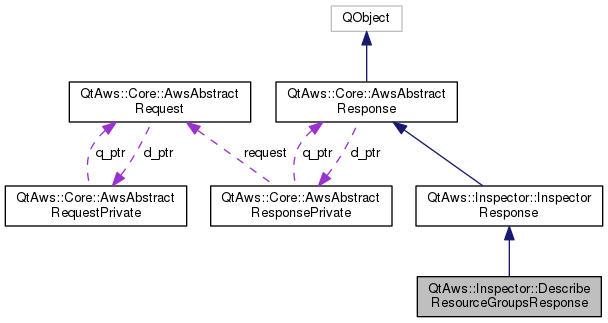 QObject
QtAws::Core::AwsAbstract
Request
QtAws::Core::AwsAbstract
Response
q_ptr
d_ptr
request
q_ptr
d_ptr
QtAws::Core::AwsAbstract
RequestPrivate
QtAws::Core::AwsAbstract
ResponsePrivate
QtAws::Inspector::Inspector
Response
QtAws::Inspector::Describe
ResourceGroupsResponse